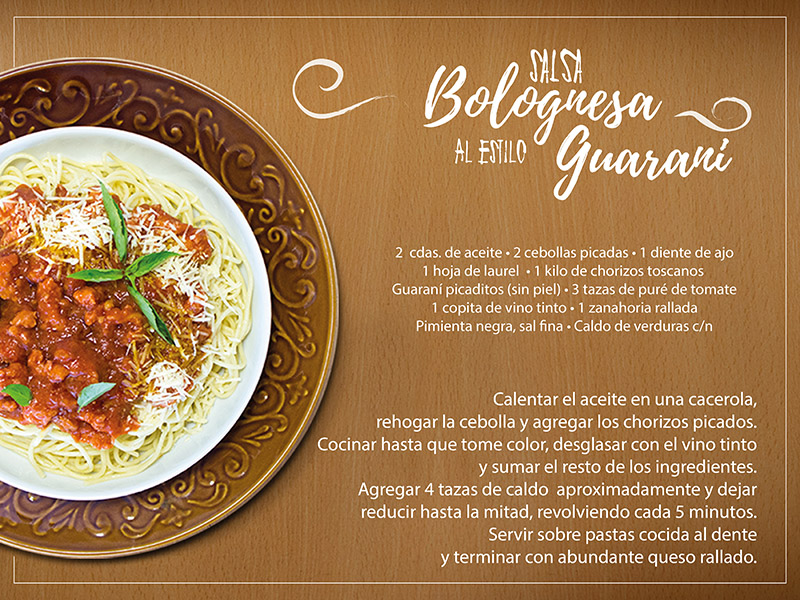 SALSA
Bolognesa
AL ESTILO
Guaraní
2 cdas. de aceite • 2 cebollas picadas • 1 diente de ajo
1 hoja de laurel • 1 kilo de chorizos toscanos
Guaraní picaditos (sin piel) • 3 tazas de puré de tomate
1 copita de vino tinto • 1 zanahoria rallada
Pimienta negra, sal fina • Caldo de verduras c/n
Calentar el aceite en una cacerola,
rehogar la cebolla y agregar los chorizos picados.
Cocinar hasta que tome color, desglasar con el vino tinto
y sumar el resto de los ingredientes.
Agregar 4 tazas de caldo aproximadamente y dejar
reducir hasta la mitad, revolviendo cada 5 minutos.
Servir sobre pastas cocida al dente
y terminar con abundante queso rallado.